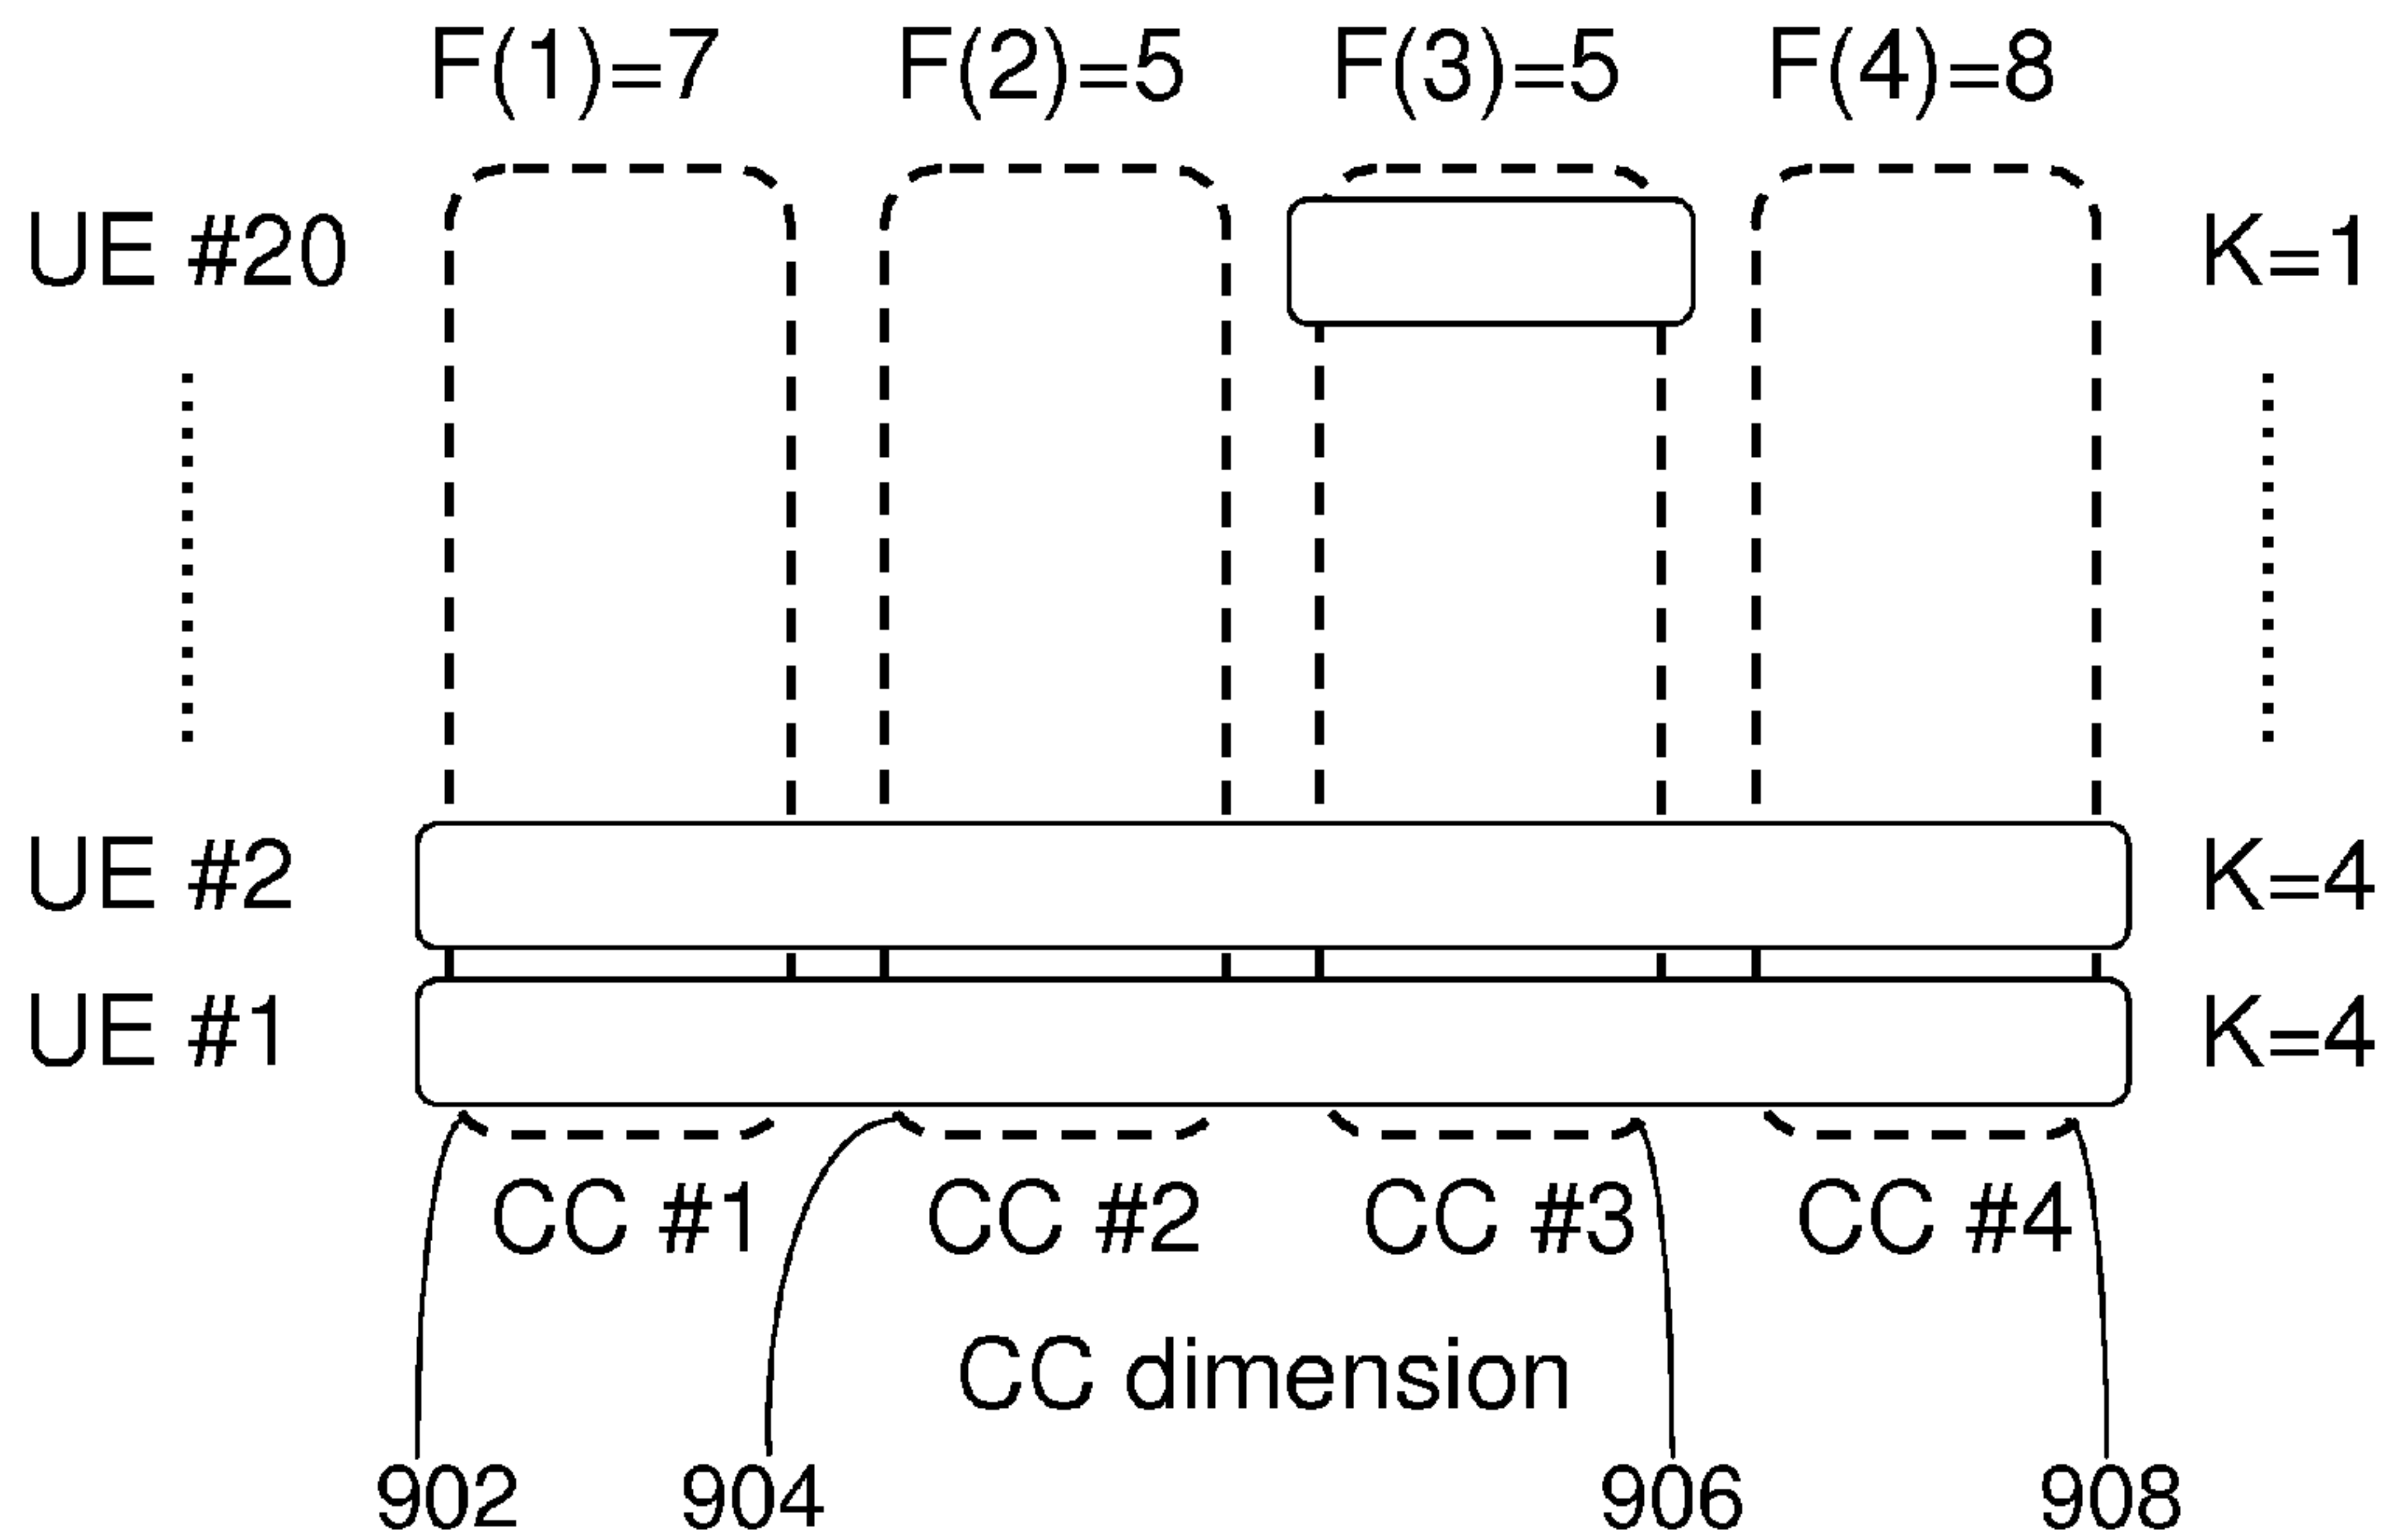 F(1)=7 F(2)=5 F(3)=5 F(4)=8
UE #20 K=1
UE #2 K=4
UE #1 K=4
CC #1 CC #2 CC #3 CC #4
CC dimension
902 904 906 908